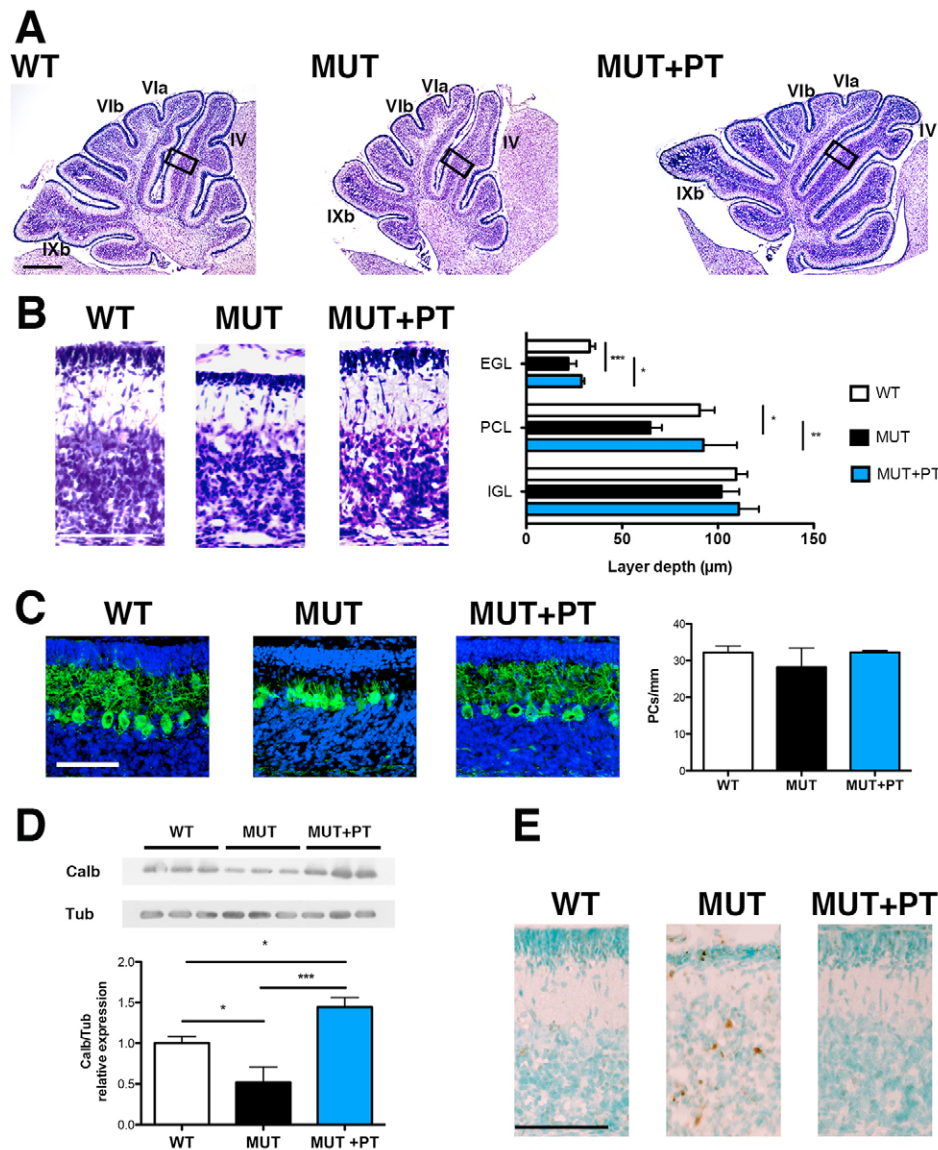 A
WT
MUT
MUT+PT
VIa
VIb
IV
IXb
VIa
VIb
IV
IXb
VIb
VIa
IV
IXb
B
WT
MUT
MUT+PT
EGL
PCL
IGL
***
*
*
**
0
50
100
150
Layer depth (µm)
WT
MUT
MUT+PT
C
WT
MUT
MUT+PT
PCs/mm
40
30
20
10
0
WT
MUT
MUT+PT
D
WT
MUT
MUT+PT
Calb
Tub
Calb/Tub
relative expression
2.0
1.5
1.0
0.5
0.0
*
***
*
WT
MUT
MUT +PT
E
WT
MUT
MUT+PT